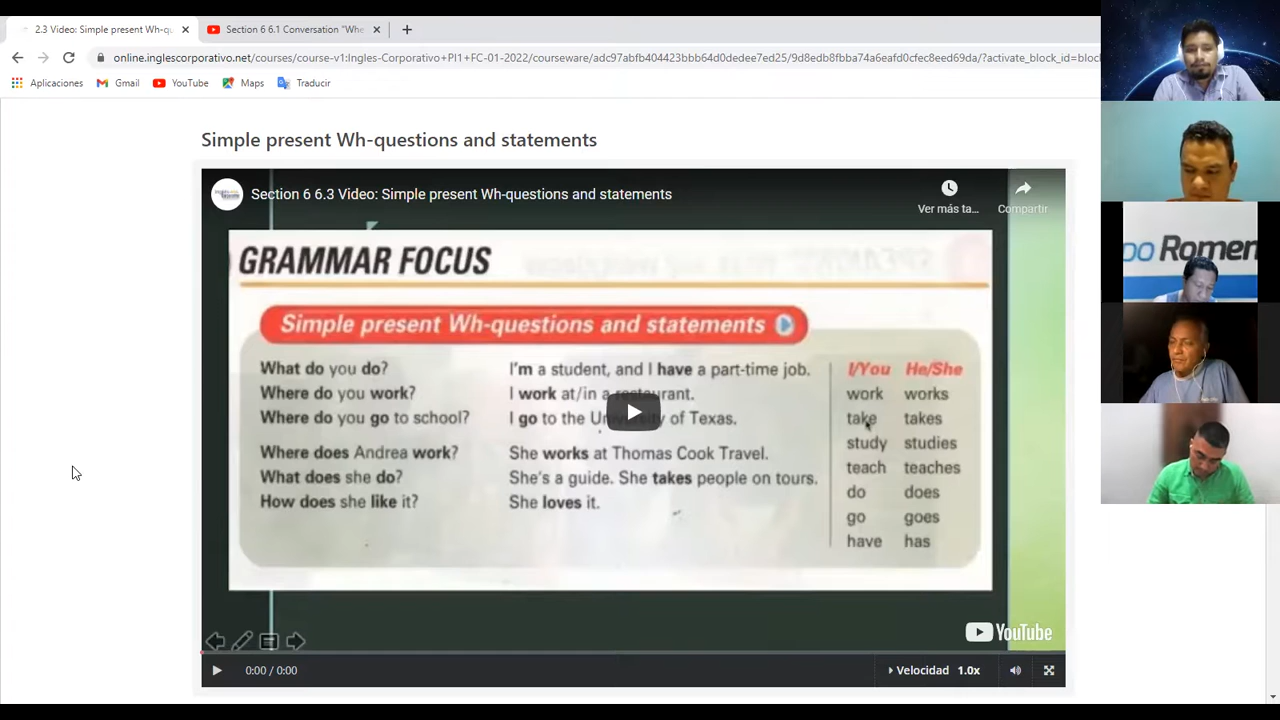 2.3 Video: Simple present Wh-qu
Section 6 6.1 Conversation "Whe
online.inglescorporativo.net/courses/course-v1:Ingles-Corporativo+PI1+FC-01-2022/courseware/adc97abfb404423bbb64d0dedee7ed25/9d8edb8fbba74a6eafd0cfec8eed69da/?activate_block_id=bloc
Aplicaciones Gmail YouTube Maps Traducir
Simple present Wh-questions and statements
Section 6 6.3 Video: Simple present Wh-questions and statements
Ver más ta... Compartir
GRAMMAR FOCUS
Simple present Wh-questions and statements
What do you do? I'm a student, and I have a part-time job. I/You He/She
Where do you work? I work at/in a restaurant. work works
Where do you go to school? I go to the University of Texas. take takes
study studies
Where does Andrea work? She works at Thomas Cook Travel.
teach teaches
What does she do? She's a guide. She takes people on tours.
do does
How does she like it? She loves it.
go goes
have has
YouTube
0:00 / 0:00 Velocidad 1.0x
po Romen